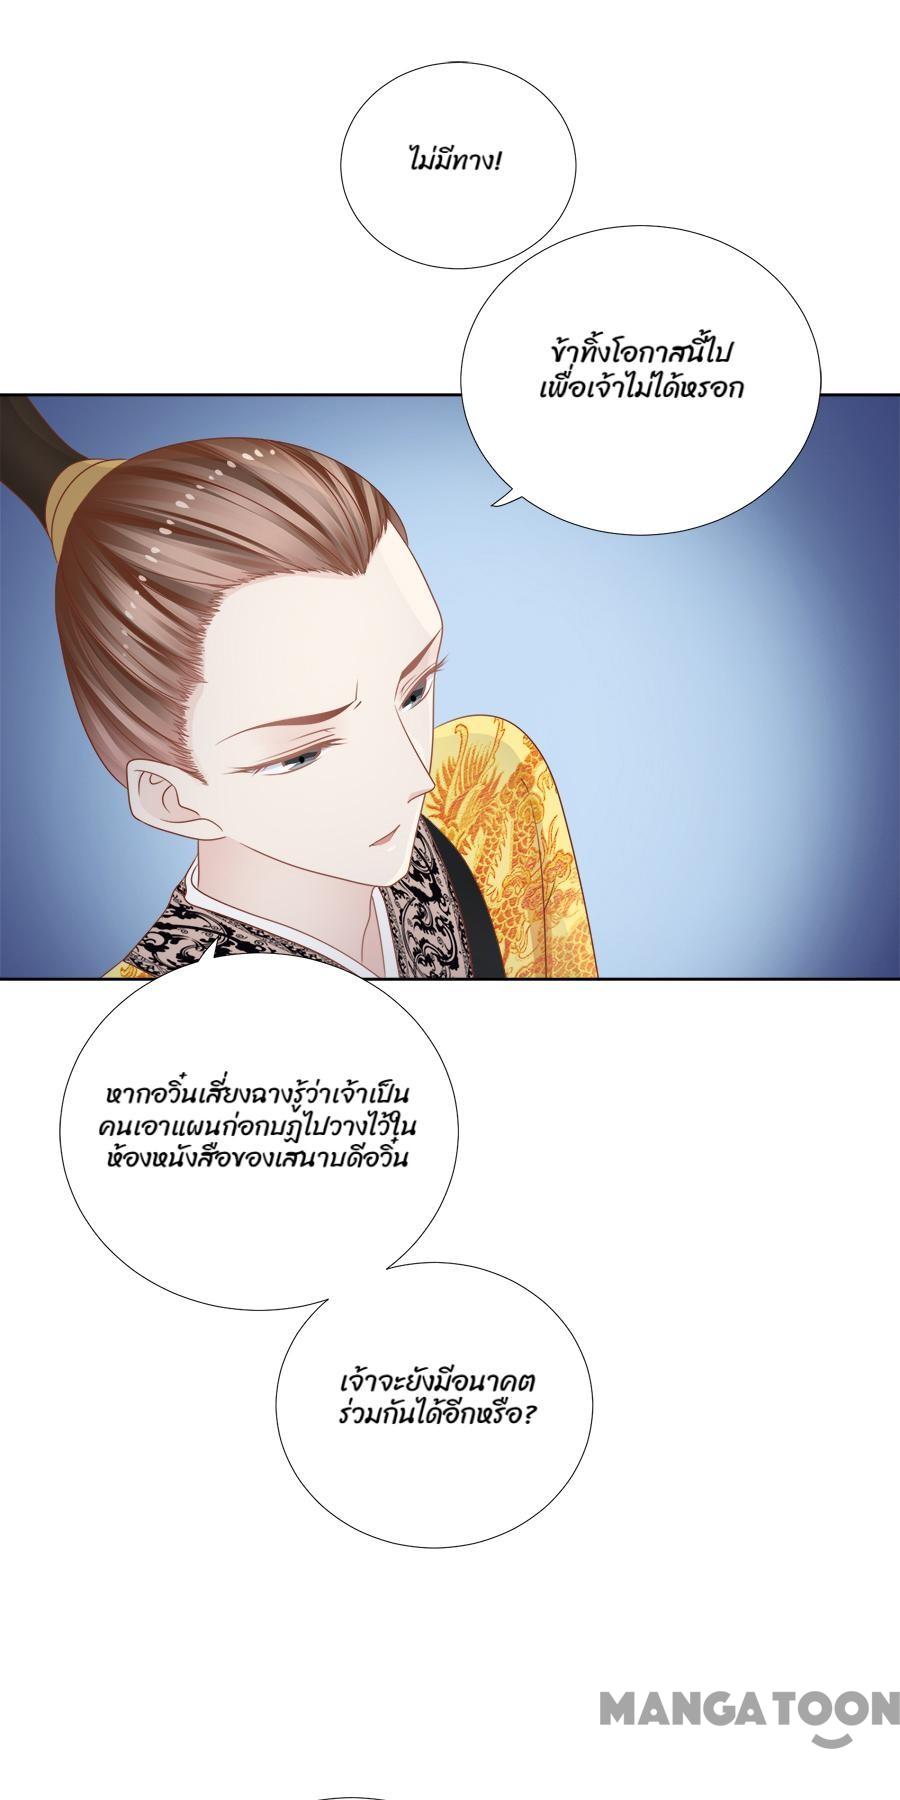 ไม่มีทาง!
ข้าทิ้งโอกาสนี้ไป
เพื่อเจ้าไม่ได้หรอก
หากอวิ๋นเสี่ยงฉางรู้ว่าเจ้าเป็น
คนเอาแผนก่อกบฏไปวางไว้ใน
ห้องหนังสือของเสนาบดีอวิ๋น
เจ้าจะยังมีอนาคต
ร่วมกันได้อีกหรือ?
MANGATOON